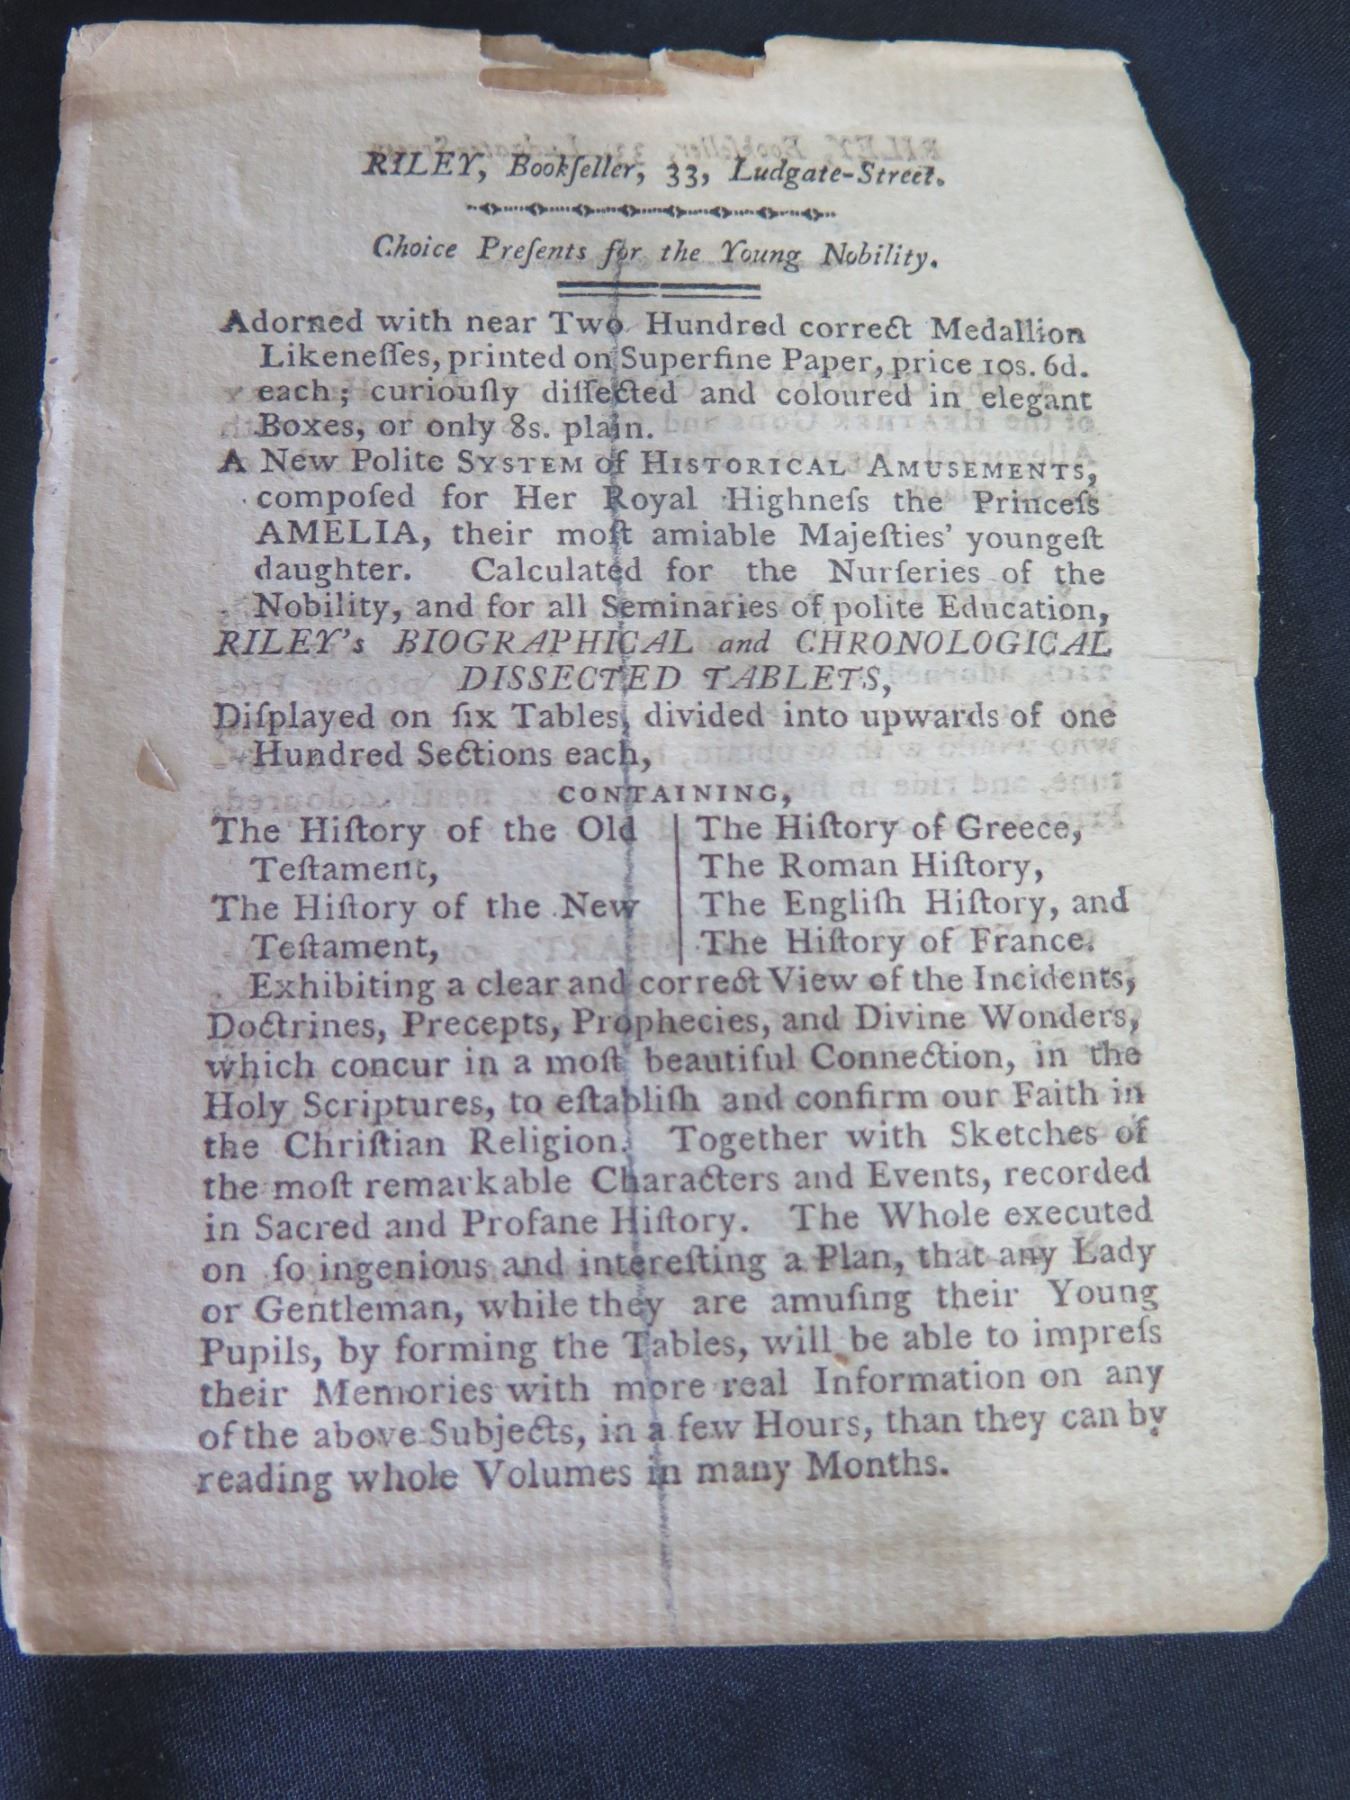 RILEY, Bookſeller, 33, Ludgate-Street.
Choice Preſents for the Young Nobility.
Adorned with near Two Hundred correct Medallion
Likeneſſes, printed on Superfine Paper, price 10s. 6d.
each; curiouſly diſſected and coloured in elegant
Boxes, or only 8s. plain.
A New Polite SYSTEM of HISTORICAL AMUSEMENTS,
compoſed for Her Royal Highneſs the Princeſs
AMELIA, their moſt amiable Majeſties' youngeſt
daughter. Calculated for the Nurſeries of the
Nobility, and for all Seminaries of polite Education,
RILEY's BIOGRAPHICAL and CHRONOLOGICAL
DISSECTED TABLETS,
Diſplayed on ſix Tables, divided into upwards of one
Hundred Sections each,
CONTAINING,
The Hiſtory of the Old
Teſtament,
The Hiſtory of the New
Teſtament,
The Hiſtory of Greece,
The Roman Hiſtory,
The Engliſh Hiſtory, and
The Hiſtory of France.
Exhibiting a clear and correct View of the Incidents,
Doctrines, Precepts, Prophecies, and Divine Wonders,
which concur in a moſt beautiful Connection, in the
Holy Scriptures, to eſtabliſh and confirm our Faith in
the Chriſtian Religion. Together with Sketches of
the moſt remarkable Characters and Events, recorded
in Sacred and Profane Hiſtory. The Whole executed
on ſo ingenious and intereſting a Plan, that any Lady
or Gentleman, while they are amuſing their Young
Pupils, by forming the Tables, will be able to impreſs
their Memories with more real Information on any
of the above Subjects, in a few Hours, than they can by
reading whole Volumes in many Months.